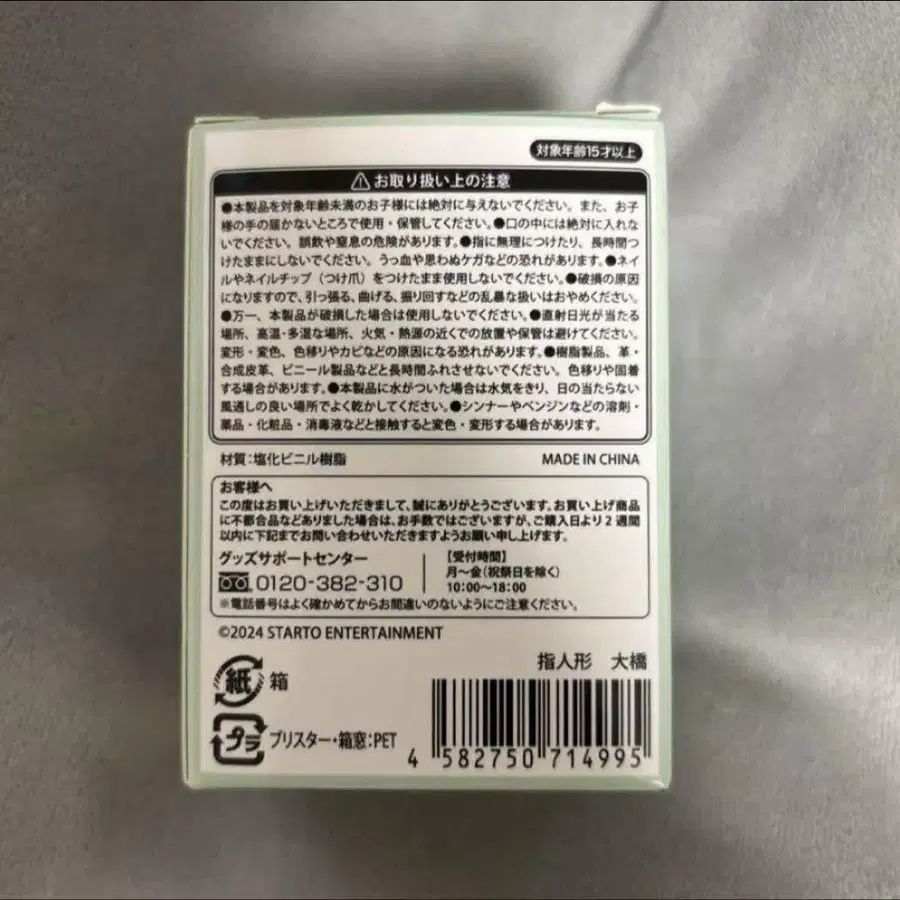 対象年齢15才以上
⚠お取り扱い上の注意
●本製品を対象年齢未満のお子様には絶対に与えないでください。また、お子
様の手の届かないところで使用・保管してください。●口の中には絶対に入れな
いでください。誤飲や窒息の危険があります。●指に無理につけたり、長時間つ
けたままにしないでください。うっ血や思わぬケガなどの恐れがあります。●ネイ
ルやネイルチップ（つけ爪）をつけたまま使用しないでください。●破損の原因
になりますので、引っ張る、曲げる、振り回すなどの乱暴な扱いはおやめください。
●万一、本製品が破損した場合は使用しないでください。●直射日光が当たる
場所、高温・多湿な場所、火気・熱源の近くでの放置や保管は避けてください。
変形・変色、色移りやカビなどの原因になる恐れがあります。●樹脂製品、革・
合成皮革、ビニール製品などと長時間ふれさせないでください。色移りや固着
する場合があります。●本製品に水がついた場合は水気をきり、日の当たらない
風通しの良い場所でよく乾かしてください。●シンナーやベンジンなどの溶剤・
薬品・化粧品・消毒液などと接触すると変色・変形する場合があります。
材質：塩化ビニル樹脂 MADE IN CHINA
お客様へ
この度はお買い上げいただきまして、誠にありがとうございます。お買い上げ商品
に不都合品などありました場合は、お手数ではございますが、ご購入日より2週間
以内に下記までお問い合わせいただきますようお願い申し上げます。
グッズサポートセンター
0120-382-310
【受付時間】
月～金（祝祭日を除く）
10:00～18:00
※電話番号はよく確かめてからお間違いのないようにご注意ください。
©2024 STARTO ENTERTAINMENT
指人形 大橋
紙 箱
プラ ブリスター・箱窓：PET
4 582750 714995